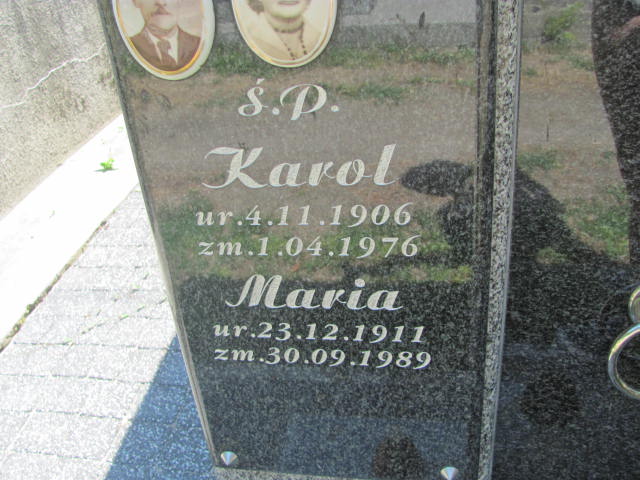 ś.p.
Karol
ur.4.11.1906
zm.1.04.1976
Maria
ur.23.12.1911
zm.30.09.1989